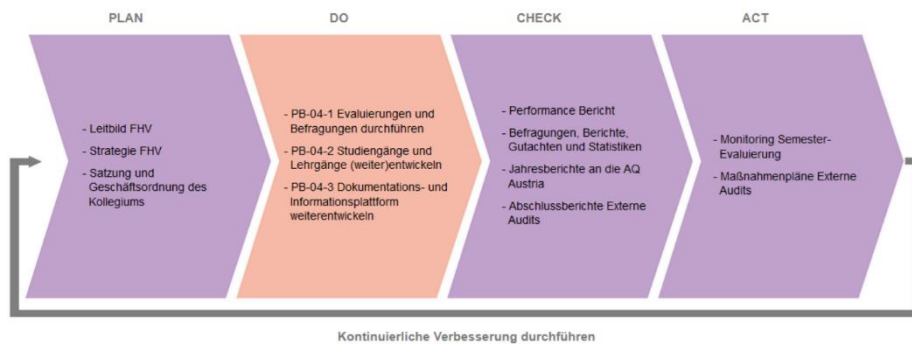 PLAN
DO
CHECK
ACT
- Leitbild FHV
- Strategie FHV
- Satzung und
Geschäftsordnung des
Kollegiums
- PB-04-1 Evaluierungen und
Befragungen durchführen
- PB-04-2 Studiengänge und
Lehrgänge (weiter)entwickeln
- PB-04-3 Dokumentations- und
Informationsplattform
weiterentwickeln
- Performance Bericht
- Befragungen, Berichte,
Gutachten und Statistiken
- Jahresberichte an die AQ
Austria
- Abschlussberichte Externe
Audits
- Monitoring Semester-
Evaluierung
- Maßnahmenpläne Externe
Audits
Kontinuierliche Verbesserung durchführen